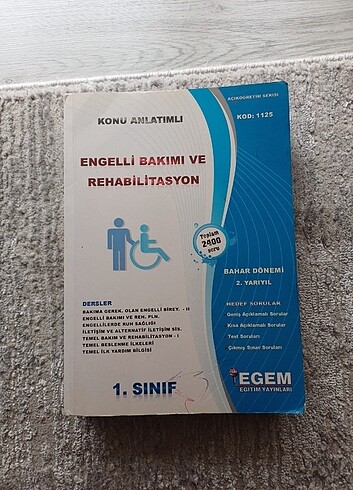 AÇIKÖĞRETİM SERİSİ
KOD: 1125
KONU ANLATIMLI
ENGELLİ BAKIMI VE
REHABİLİTASYON
Toplam
2400
soru
BAHAR DÖNEMİ
2. YARIYIL
HEDEF SORULAR
Geniş Açıklamalı Sorular
Kısa Açıklamalı Sorular
Test Soruları
Çıkmış Sınav Soruları
DERSLER
BAKIMA GEREK. OLAN ENGELLİ BİREY. - II
ENGELLİ BAKIMI VE REH. PLN.
ENGELLİLERDE RUH SAĞLIĞI
İLETİŞİM VE ALTERNATİF İLETİŞİM SİS.
TEMEL BAKIM VE REHABİLİTASYON - I
TEMEL BESLENME İLKELERİ
TEMEL İLK YARDIM BİLGİSİ
1. SINIF
EGEM
EĞİTİM YAYINLARI